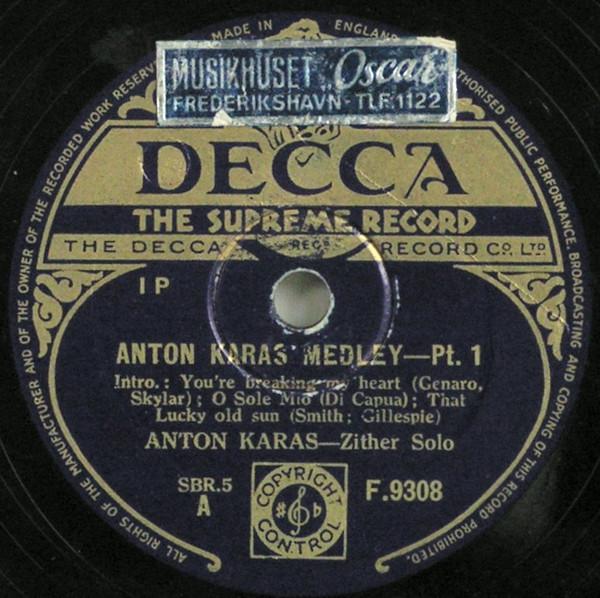 MADE IN ENGLAND
MUSIKHUSET "Oscar"
FREDERIKSHAVN - TLF. 1122
DECCA
THE SUPREME RECORD
THE DECCA REGD RECORD CO. LTD
1 P
ANTON KARAS MEDLEY—Pt. 1
Intro.: You're breaking my heart (Genaro,
Skylar); O Sole Mio (Di Capua); That
Lucky old sun (Smith; Gillespie)
ANTON KARAS—Zither Solo
SBR.5
A
COPYRIGHT
CONTROL
F.9308
ALL RIGHTS OF THE MANUFACTURER AND OF THE OWNER OF THE RECORDED WORK RESERV
THORISED PUBLIC PERFORMANCE, BROADCASTING AND COPYING OF THIS RECORD PROHIBITED.